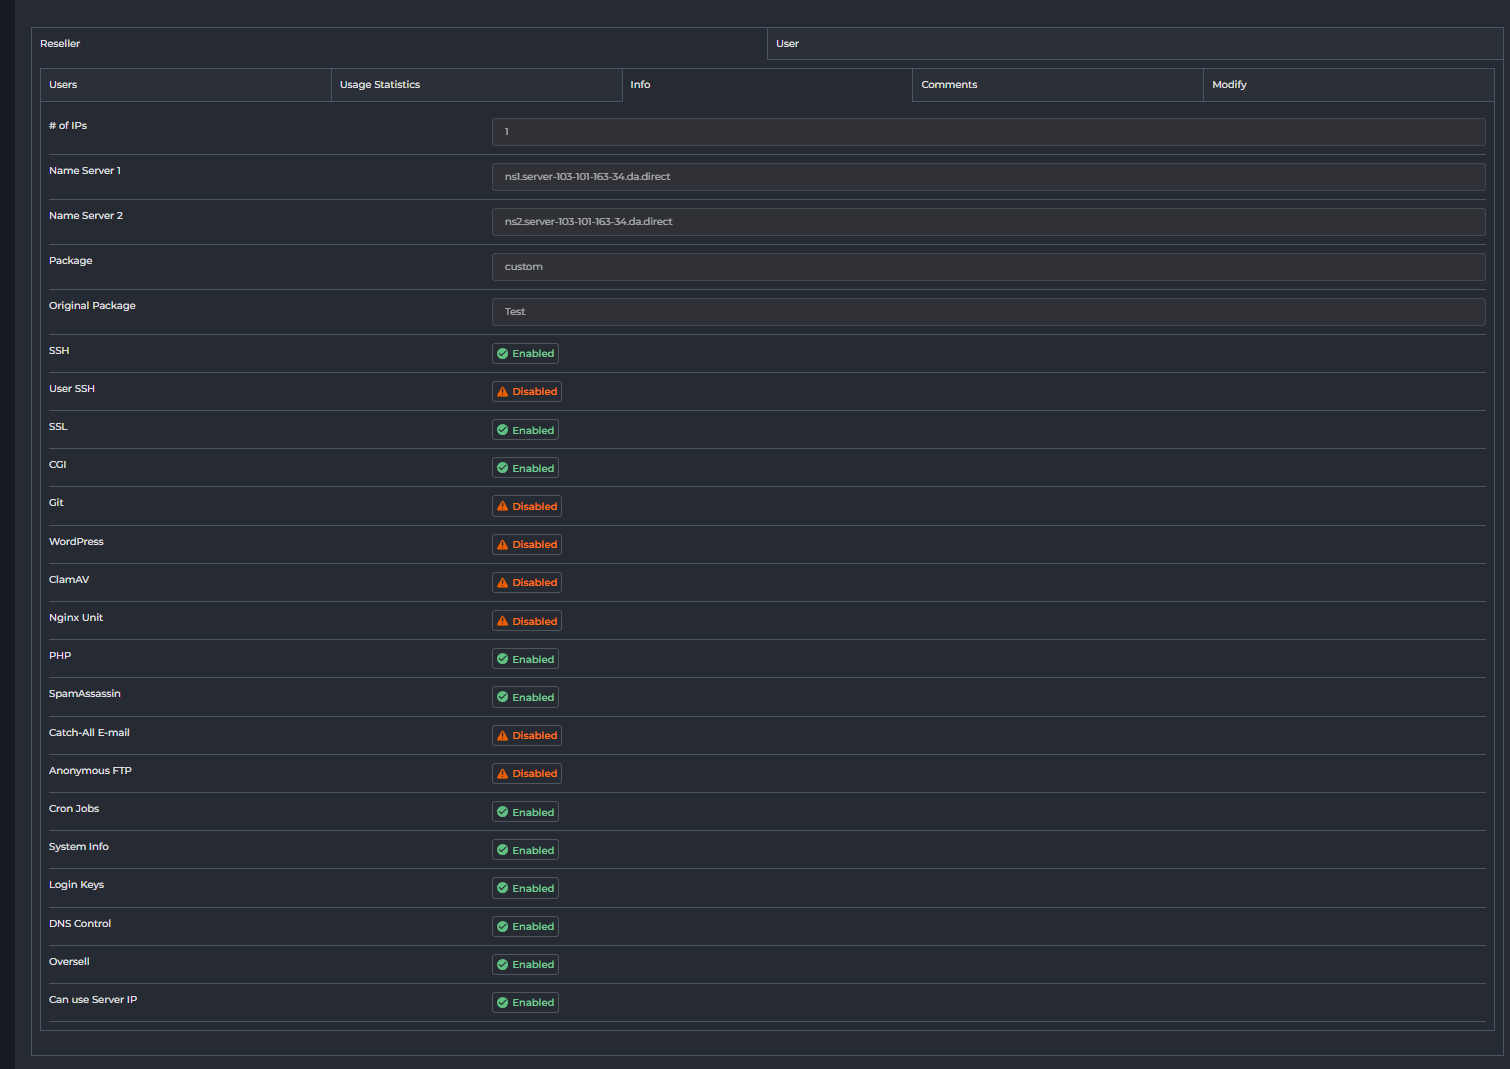 Reseller
User
Users
Usage Statistics
Info
Comments
Modify
# of IPs
1
Name Server 1
ns1.server-103-101-163-34.da.direct
Name Server 2
ns2.server-103-101-163-34.da.direct
Package
custom
Original Package
Test
SSH
Enabled
User SSH
Disabled
SSL
Enabled
CGI
Enabled
Git
Disabled
WordPress
Disabled
ClamAV
Disabled
Nginx Unit
Disabled
PHP
Enabled
SpamAssassin
Enabled
Catch-All E-mail
Disabled
Anonymous FTP
Disabled
Cron Jobs
Enabled
System Info
Enabled
Login Keys
Enabled
DNS Control
Enabled
Oversell
Enabled
Can use Server IP
Enabled